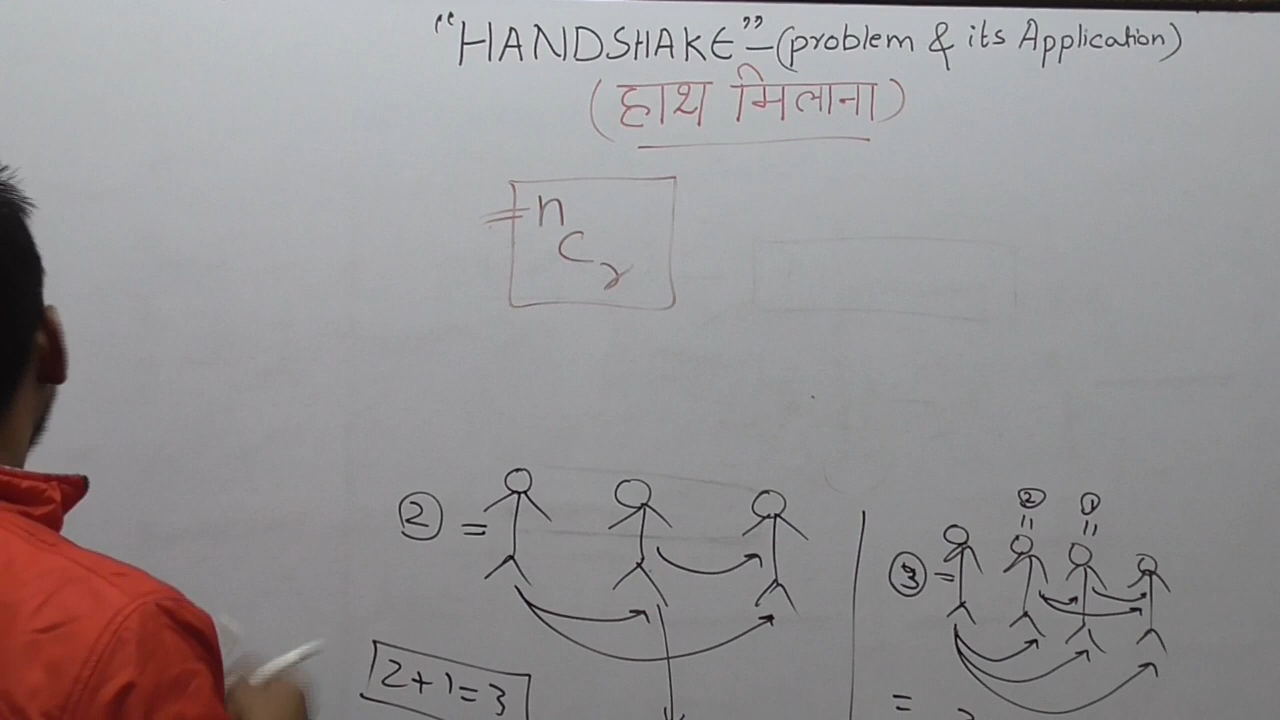 "HANDSHAKE" - (problem & its Application)
(हाथ मिलाना)
= nCr
② =
2+1=3
② ①
= =
③ =
=